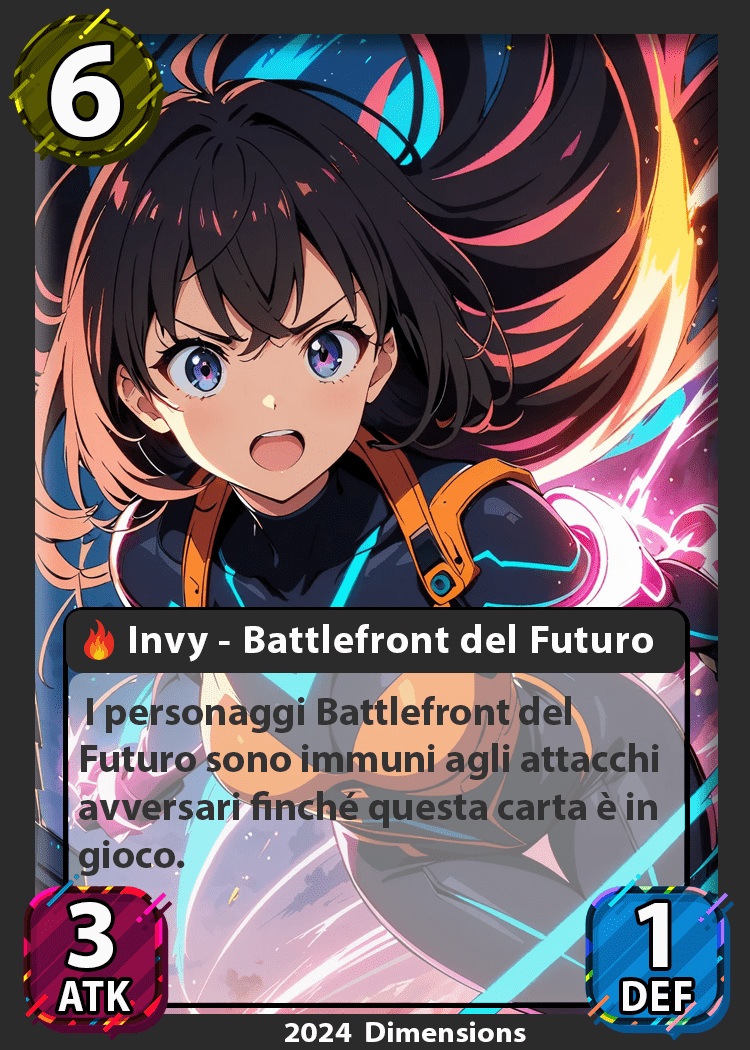 6
Invy - Battlefront del Futuro
I personaggi Battlefront del
Futuro sono immuni agli attacchi
avversari finché questa carta è in
gioco.
3
ATK
1
DEF
2024 Dimensions